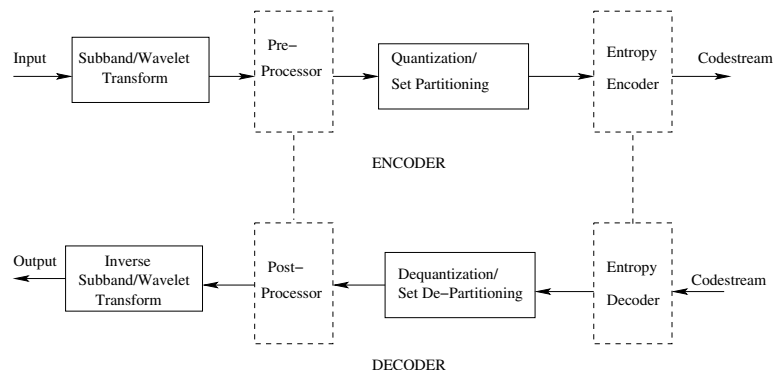 Input
Subband/Wavelet
Transform
Pre−
Processor
Quantization/
Set Partitioning
Entropy
Encoder
Codestream
ENCODER
Output
Inverse
Subband/Wavelet
Transform
Post−
Processor
Dequantization/
Set De−Partitioning
Entropy
Decoder
Codestream
DECODER